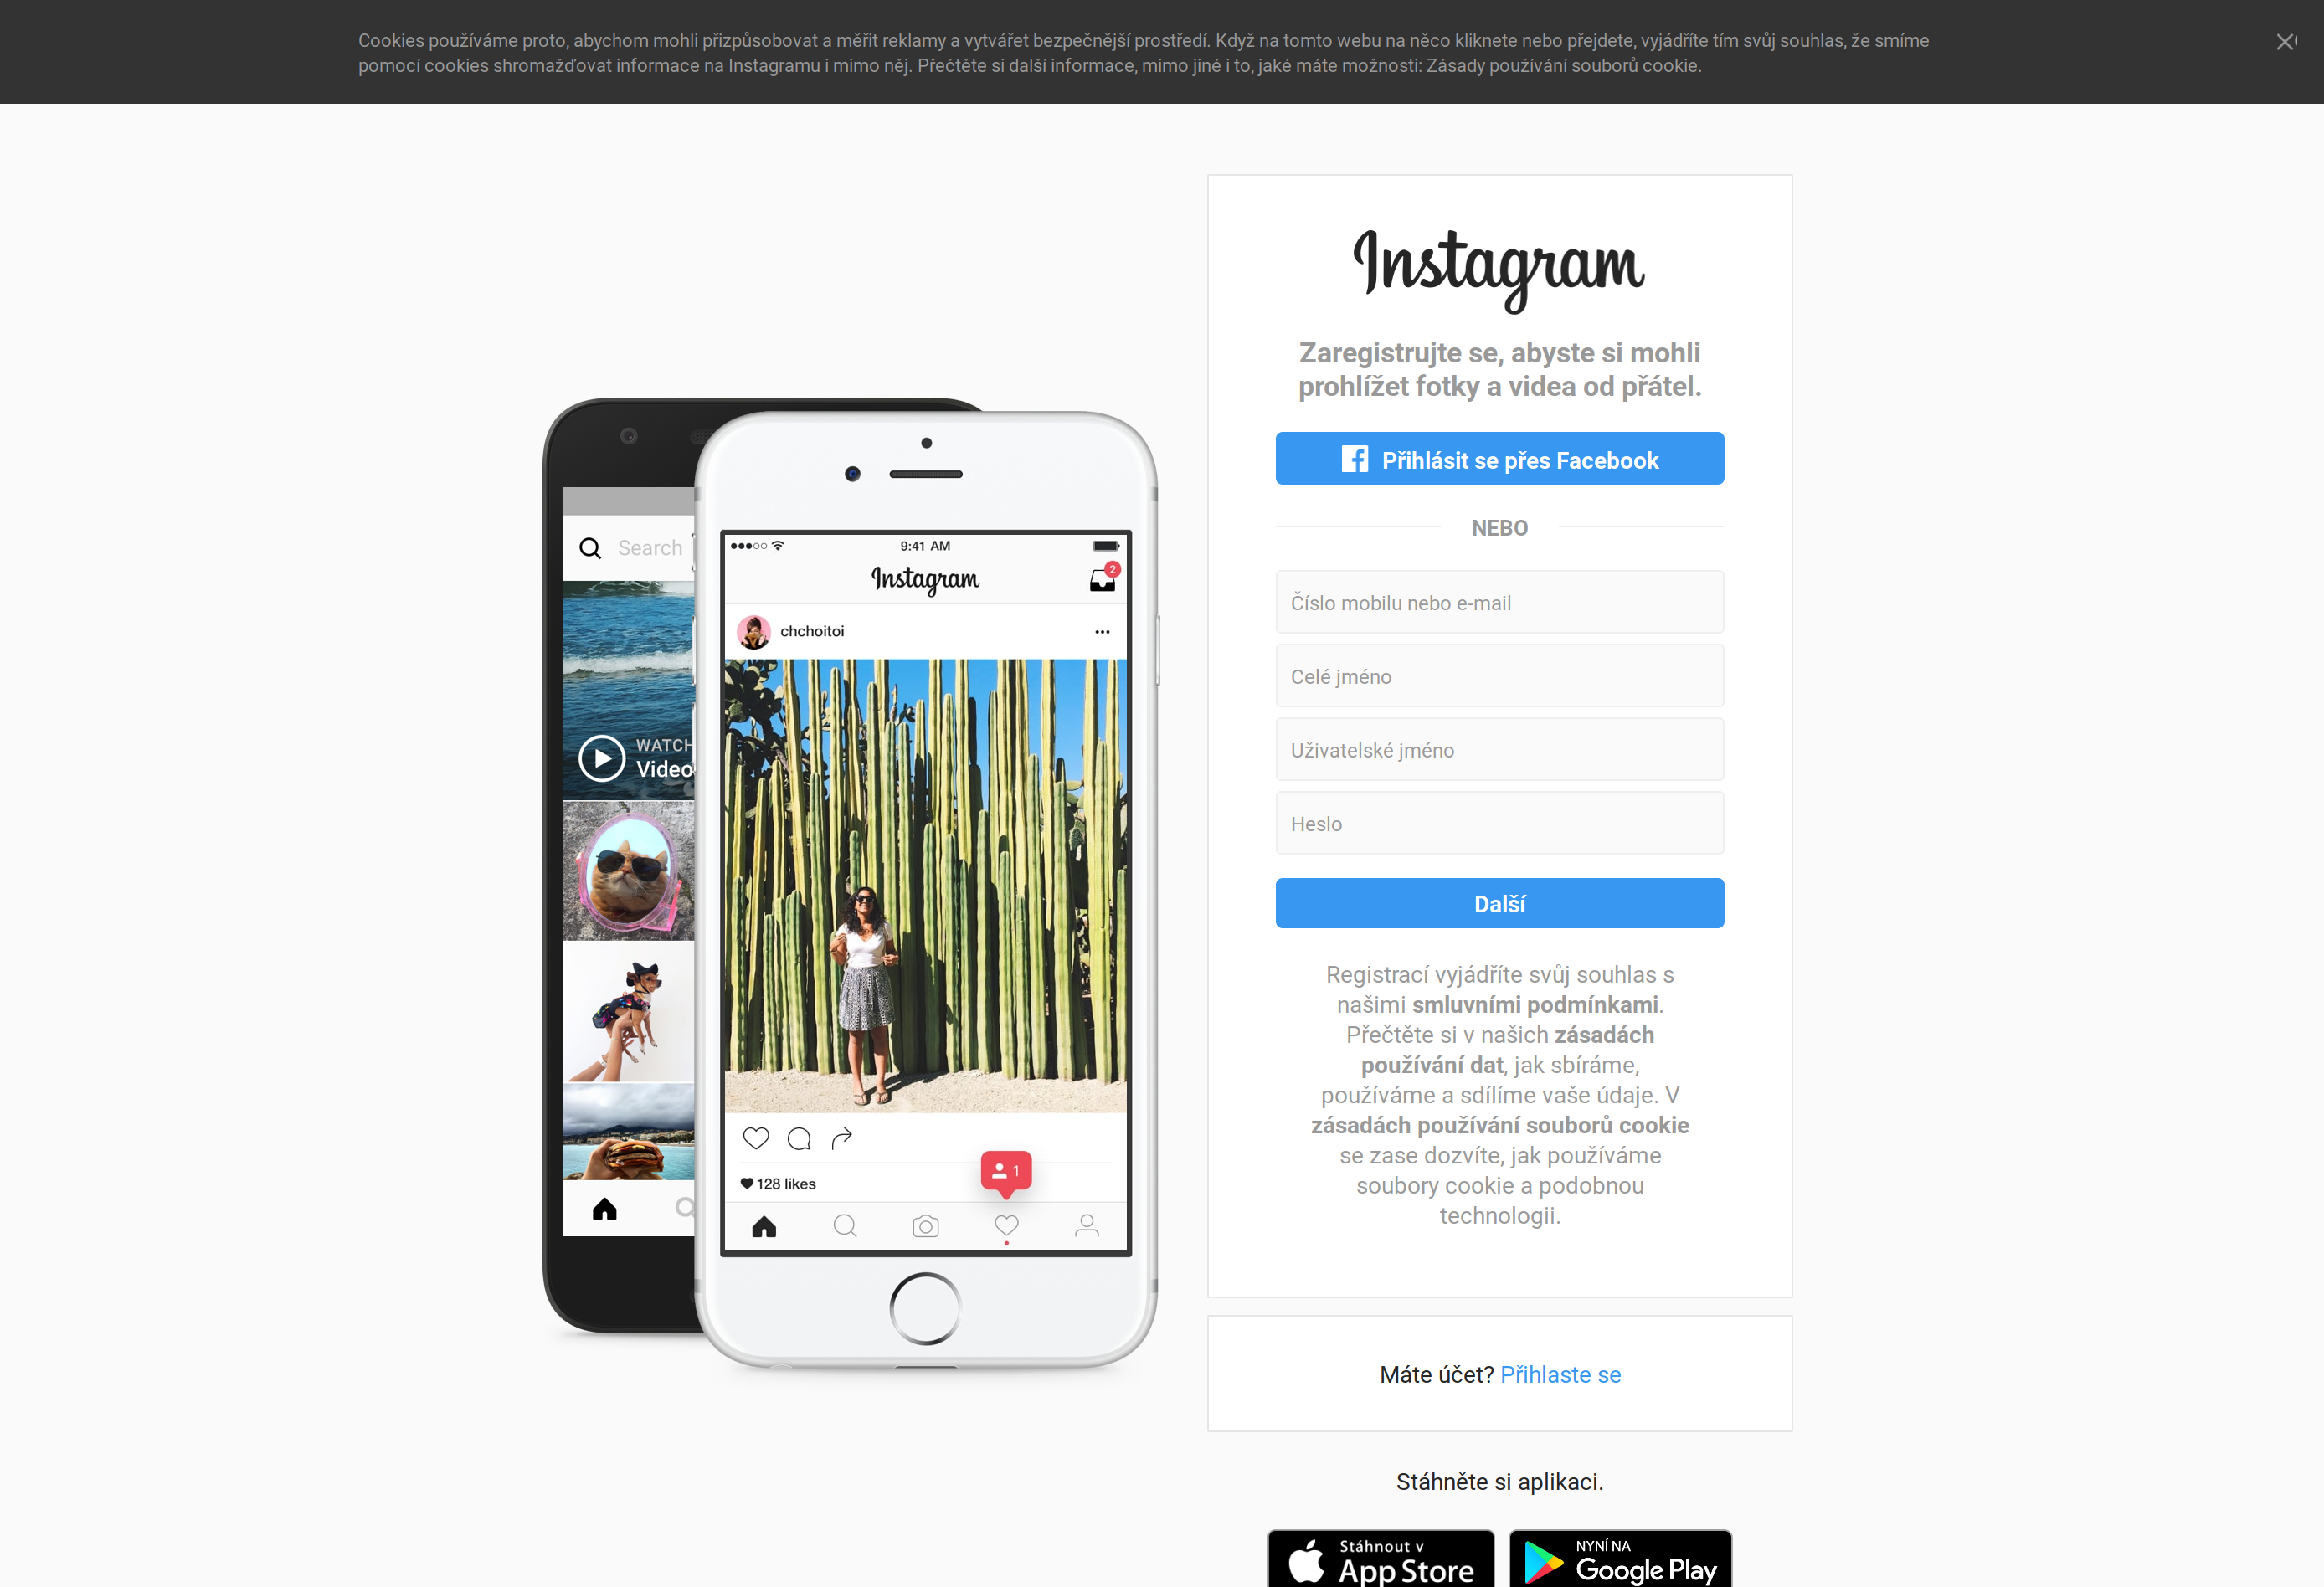 Cookies používáme proto, abychom mohli přizpůsobovat a měřit reklamy a vytvářet bezpečnější prostředí. Když na tomto webu na něco kliknete nebo přejdete, vyjádříte tím svůj souhlas, že smíme
pomocí cookies shromažďovat informace na Instagramu i mimo něj. Přečtěte si další informace, mimo jiné i to, jaké máte možnosti: Zásady používání souborů cookie.
Search
WATCH
Video
9:41 AM
Instagram
2
chchoitoi
1
128 likes
Instagram
Zaregistrujte se, abyste si mohli
prohlížet fotky a videa od přátel.
Přihlásit se přes Facebook
NEBO
Číslo mobilu nebo e-mail
Celé jméno
Uživatelské jméno
Heslo
Další
Registrací vyjádříte svůj souhlas s
našimi smluvními podmínkami.
Přečtěte si v našich zásadách
používání dat, jak sbíráme,
používáme a sdílíme vaše údaje. V
zásadách používání souborů cookie
se zase dozvíte, jak používáme
soubory cookie a podobnou
technologii.
Máte účet? Přihlaste se
Stáhněte si aplikaci.
Stáhnout v
App Store
NYNÍ NA
Google Play